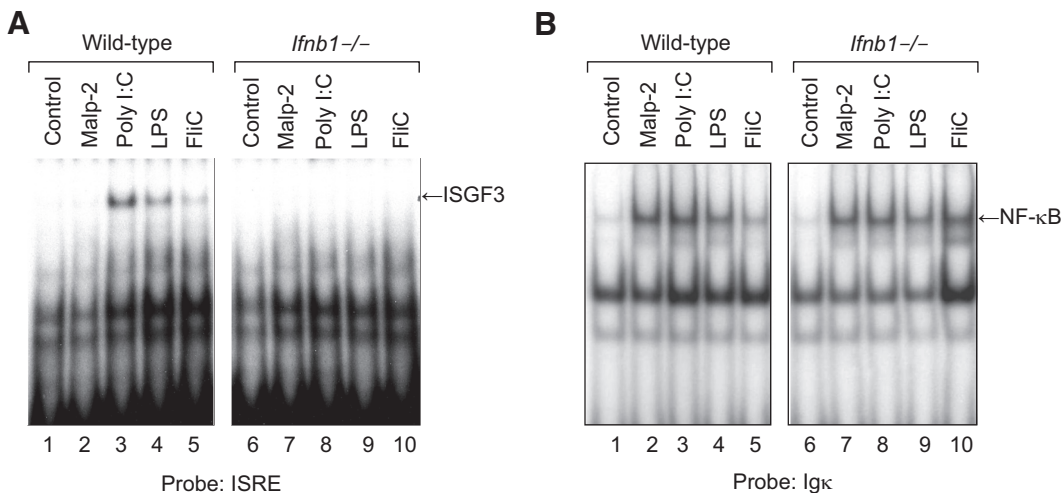 A
Wild-type
Ifnb1−/−
Control
Malp-2
Poly I:C
LPS
FliC
Control
Malp-2
Poly I:C
LPS
FliC
←ISGF3
1 2 3 4 5 6 7 8 9 10
Probe: ISRE
B
Wild-type
Ifnb1−/−
Control
Malp-2
Poly I:C
LPS
FliC
Control
Malp-2
Poly I:C
LPS
FliC
←NF-κB
1 2 3 4 5 6 7 8 9 10
Probe: Igκ